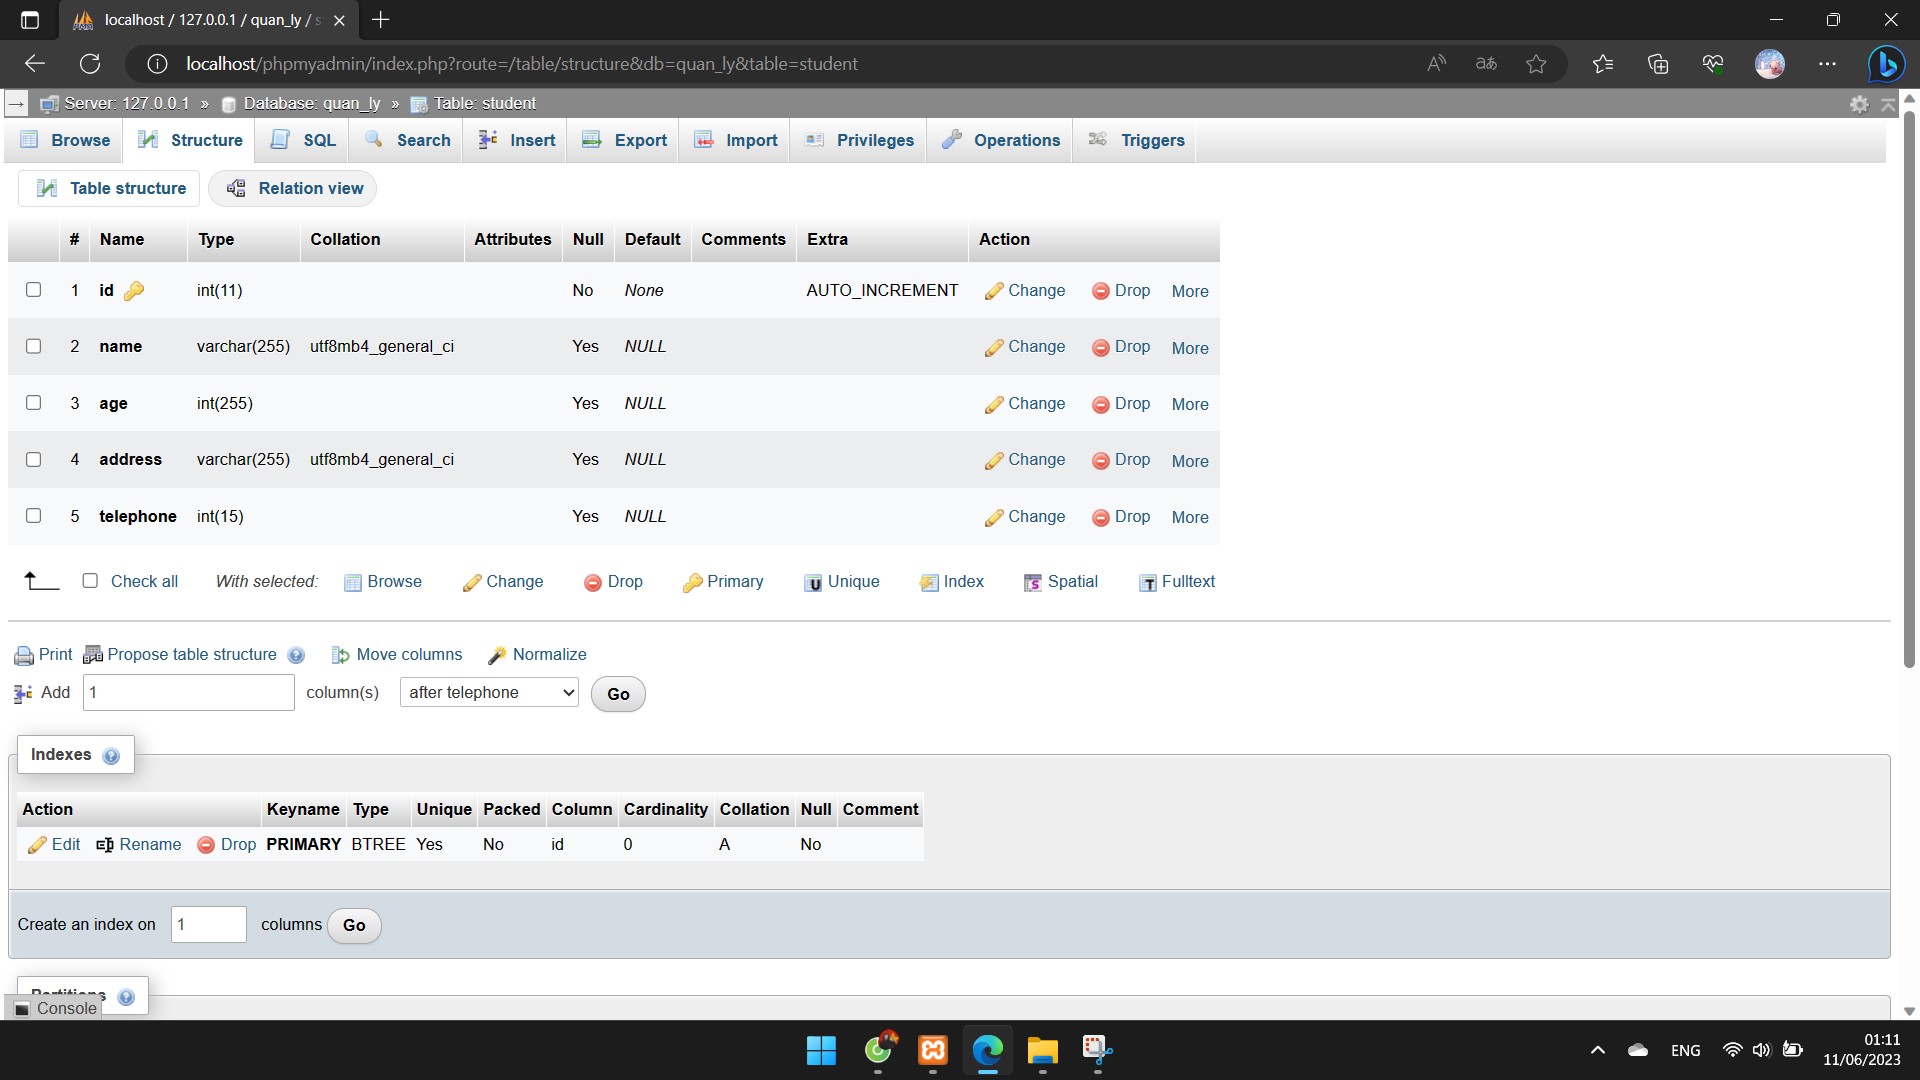 localhost / 127.0.0.1 / quan_ly / s
localhost/phpmyadmin/index.php?route=/table/structure&db=quan_ly&table=student
Server: 127.0.0.1 » Database: quan_ly » Table: student
Browse Structure SQL Search Insert Export Import Privileges Operations Triggers
Table structure Relation view
# Name Type Collation Attributes Null Default Comments Extra Action
1 id int(11) No None AUTO_INCREMENT Change Drop More
2 name varchar(255) utf8mb4_general_ci Yes NULL Change Drop More
3 age int(255) Yes NULL Change Drop More
4 address varchar(255) utf8mb4_general_ci Yes NULL Change Drop More
5 telephone int(15) Yes NULL Change Drop More
Check all With selected: Browse Change Drop Primary Unique Index Spatial Fulltext
Print Propose table structure Move columns Normalize
Add 1 column(s) after telephone Go
Indexes
Action Keyname Type Unique Packed Column Cardinality Collation Null Comment
Edit Rename Drop PRIMARY BTREE Yes No id 0 A No
Create an index on 1 columns Go
Partitions
Console
ENG
01:11
11/06/2023